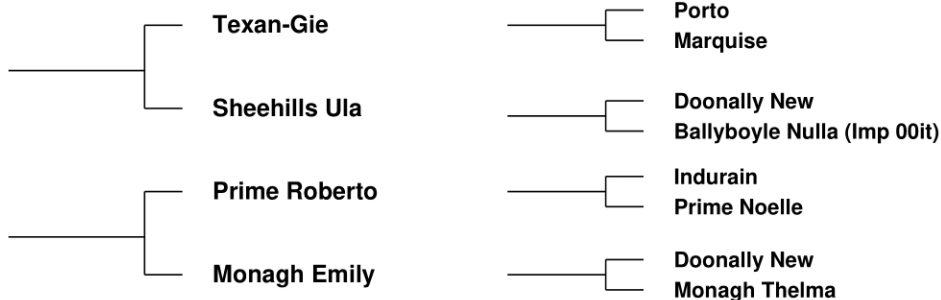 Texan-Gie
Sheehills Ula
Prime Roberto
Monagh Emily
Porto
Marquise
Doonally New
Ballyboyle Nulla (Imp 00it)
Indurain
Prime Noelle
Doonally New
Monagh Thelma